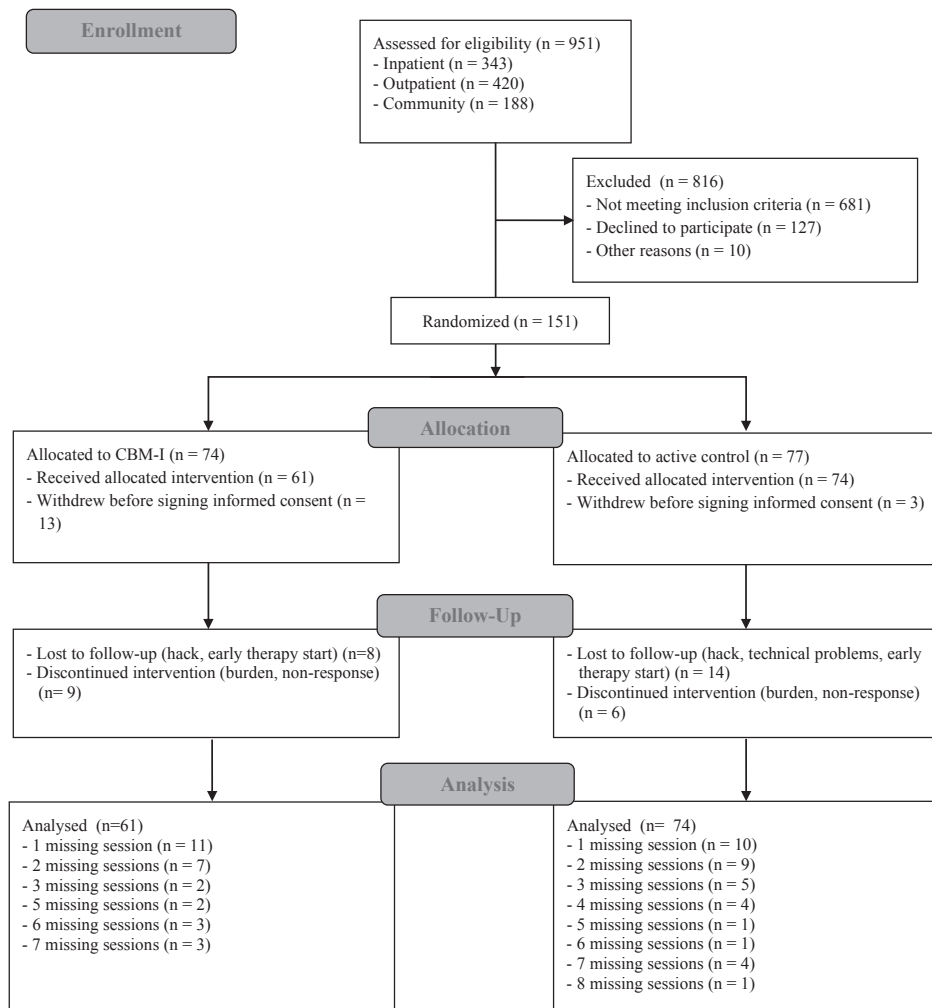 Enrollment
Assessed for eligibility (n = 951)
- Inpatient (n = 343)
- Outpatient (n = 420)
- Community (n = 188)
Excluded (n = 816)
- Not meeting inclusion criteria (n = 681)
- Declined to participate (n = 127)
- Other reasons (n = 10)
Randomized (n = 151)
Allocation
Allocated to CBM-I (n = 74)
- Received allocated intervention (n = 61)
- Withdrew before signing informed consent (n =
13)
Allocated to active control (n = 77)
- Received allocated intervention (n = 74)
- Withdrew before signing informed consent (n = 3)
Follow-Up
- Lost to follow-up (hack, early therapy start) (n=8)
- Discontinued intervention (burden, non-response)
(n= 9)
- Lost to follow-up (hack, technical problems, early
therapy start) (n = 14)
- Discontinued intervention (burden, non-response)
(n = 6)
Analysis
Analysed (n=61)
- 1 missing session (n = 11)
- 2 missing sessions (n = 7)
- 3 missing sessions (n = 2)
- 5 missing sessions (n = 2)
- 6 missing sessions (n = 3)
- 7 missing sessions (n = 3)
Analysed (n= 74)
- 1 missing session (n = 10)
- 2 missing sessions (n = 9)
- 3 missing sessions (n = 5)
- 4 missing sessions (n = 4)
- 5 missing sessions (n = 1)
- 6 missing sessions (n = 1)
- 7 missing sessions (n = 4)
- 8 missing sessions (n = 1)